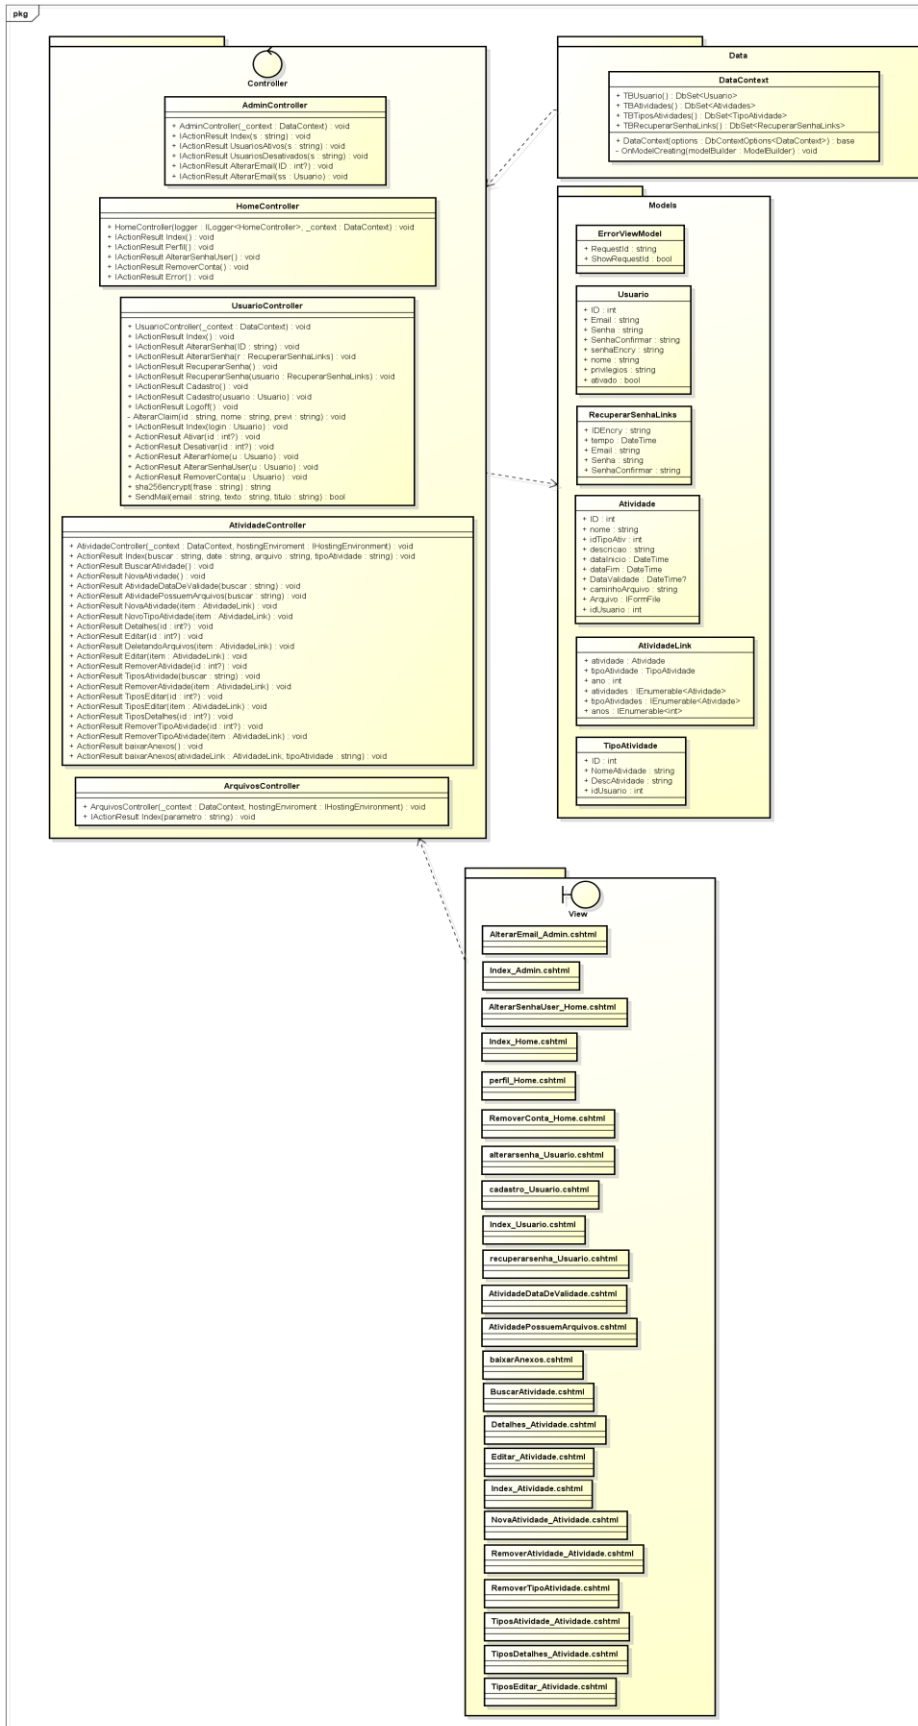 pkg
Controller
AdminController
+ AdminController(_context : DataContext) : void
+ IActionResult Index(s : string) : void
+ IActionResult UsuariosAtivos(s : string) : void
+ IActionResult UsuariosDesativados(s : string) : void
+ IActionResult AlterarEmail(ID : int?) : void
+ IActionResult AlterarEmail(ss : Usuario) : void
HomeController
+ HomeController(logger : ILogger<HomeController>, _context : DataContext) : void
+ IActionResult Index() : void
+ IActionResult Perfil() : void
+ IActionResult AlterarSenhaUser() : void
+ IActionResult RemoverConta() : void
+ IActionResult Error() : void
UsuarioController
+ UsuarioController(_context : DataContext) : void
+ IActionResult Index() : void
+ IActionResult AlterarSenha(ID : string) : void
+ IActionResult AlterarSenha(r : RecuperarSenhaLinks) : void
+ IActionResult RecuperarSenha() : void
+ IActionResult RecuperarSenha(usuario : RecuperarSenhaLinks) : void
+ IActionResult Cadastro() : void
+ IActionResult Cadastro(usuario : Usuario) : void
+ IActionResult Logoff() : void
- AlterarClaim(id : string, nome : string, previ : string) : void
+ IActionResult Index(login : Usuario) : void
+ ActionResult Ativar(id : int?) : void
+ ActionResult Desativar(id : int?) : void
+ ActionResult AlterarNome(u : Usuario) : void
+ ActionResult AlterarSenhaUser(u : Usuario) : void
+ ActionResult RemoverConta(u : Usuario) : void
+ sha256encrypt(frase : string) : string
+ SendMail(email : string, texto : string, titulo : string) : bool
AtividadeController
+ AtividadeController(_context : DataContext, hostingEnviroment : IHostingEnvironment) : void
+ ActionResult Index(buscar : string, date : string, arquivo : string, tipoAtividade : string) : void
+ ActionResult BuscarAtividade() : void
+ ActionResult NovaAtividade() : void
+ ActionResult AtividadeDataDeValidade(buscar : string) : void
+ ActionResult AtividadePossuemArquivos(buscar : string) : void
+ ActionResult NovaAtividade(item : AtividadeLink) : void
+ ActionResult NovoTipoAtividade(item : AtividadeLink) : void
+ ActionResult Detalhes(id : int?) : void
+ ActionResult Editar(id : int?) : void
+ ActionResult DeletandoArquivos(item : AtividadeLink) : void
+ ActionResult Editar(item : AtividadeLink) : void
+ ActionResult RemoverAtividade(id : int?) : void
+ ActionResult TiposAtividade(buscar : string) : void
+ ActionResult RemoverAtividade(item : AtividadeLink) : void
+ ActionResult TiposEditar(id : int?) : void
+ ActionResult TiposEditar(item : AtividadeLink) : void
+ ActionResult TiposDetalhes(id : int?) : void
+ ActionResult RemoverTipoAtividade(id : int?) : void
+ ActionResult RemoverTipoAtividade(item : AtividadeLink) : void
+ ActionResult baixarAnexos() : void
+ ActionResult baixarAnexos(atividadeLink : AtividadeLink, tipoAtividade : string) : void
ArquivosController
+ ArquivosController(_context : DataContext, hostingEnviroment : IHostingEnvironment) : void
+ IActionResult Index(parametro : string) : void
Data
DataContext
+ TBUsuario() : DbSet<Usuario>
+ TBAtividades() : DbSet<Atividades>
+ TBTiposAtividades() : DbSet<TipoAtividade>
+ TBRecuperarSenhaLinks() : DbSet<RecuperarSenhaLinks>
+ DataContext(options : DbContextOptions<DataContext>) : base
- OnModelCreating(modelBuilder : ModelBuilder) : void
Models
ErrorViewModel
+ RequestId : string
+ ShowRequestId : bool
Usuario
+ ID : int
+ Email : string
+ Senha : string
+ SenhaConfirmar : string
+ senhaEncry : string
+ nome : string
+ privilegios : string
+ ativado : bool
RecuperarSenhaLinks
+ IDEncry : string
+ tempo : DateTime
+ Email : string
+ Senha : string
+ SenhaConfirmar : string
Atividade
+ ID : int
+ nome : string
+ idTipoAtiv : int
+ descricao : string
+ dataInicio : DateTime
+ dataFim : DateTime
+ DataValidade : DateTime?
+ caminhoArquivo : string
+ Arquivo : IFormFile
+ idUsuario : int
AtividadeLink
+ atividade : Atividade
+ tipoAtividade : TipoAtividade
+ ano : int
+ atividades : IEnumerable<Atividade>
+ tipoAtividades : IEnumerable<Atividade>
+ anos : IEnumerable<int>
TipoAtividade
+ ID : int
+ NomeAtividade : string
+ DescAtividade : string
+ idUsuario : int
View
AlterarEmail_Admin.cshtml
Index_Admin.cshtml
AlterarSenhaUser_Home.cshtml
Index_Home.cshtml
perfil_Home.cshtml
RemoverConta_Home.cshtml
alterarsenha_Usuario.cshtml
cadastro_Usuario.cshtml
Index_Usuario.cshtml
recuperarsenha_Usuario.cshtml
AtividadeDataDeValidade.cshtml
AtividadePossuemArquivos.cshtml
baixarAnexos.cshtml
BuscarAtividade.cshtml
Detalhes_Atividade.cshtml
Editar_Atividade.cshtml
Index_Atividade.cshtml
NovaAtividade_Atividade.cshtml
RemoverAtividade_Atividade.cshtml
RemoverTipoAtividade.cshtml
TiposAtividade_Atividade.cshtml
TiposDetalhes_Atividade.cshtml
TiposEditar_Atividade.cshtml